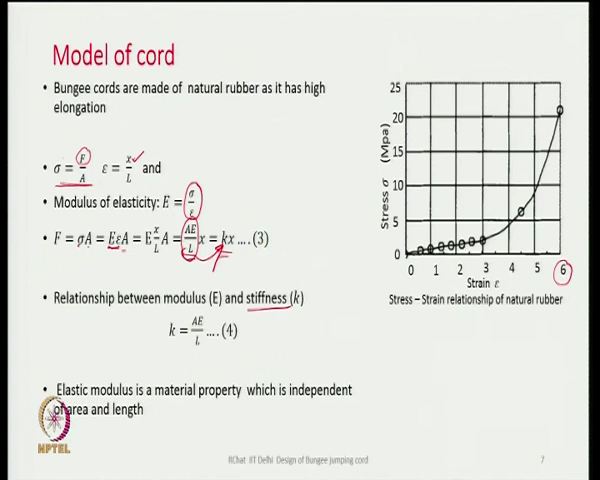 Model of cord
• Bungee cords are made of natural rubber as it has high
elongation
• σ = F/A ε = x/L and
• Modulus of elasticity: E = σ/ε
• F = σA = EεA = E x/L A = AE/L x = kx .... (3)
F
• Relationship between modulus (E) and stiffness (k)
k = AE/L .... (4)
• Elastic modulus is a material property which is independent
of area and length
25
20
15
10
5
0
Stress σ (Mpa)
0 1 2 3 4 5 6
Strain ε
Stress – Strain relationship of natural rubber
NPTEL
RChat IIT Delhi Design of Bungee jumping cord
7